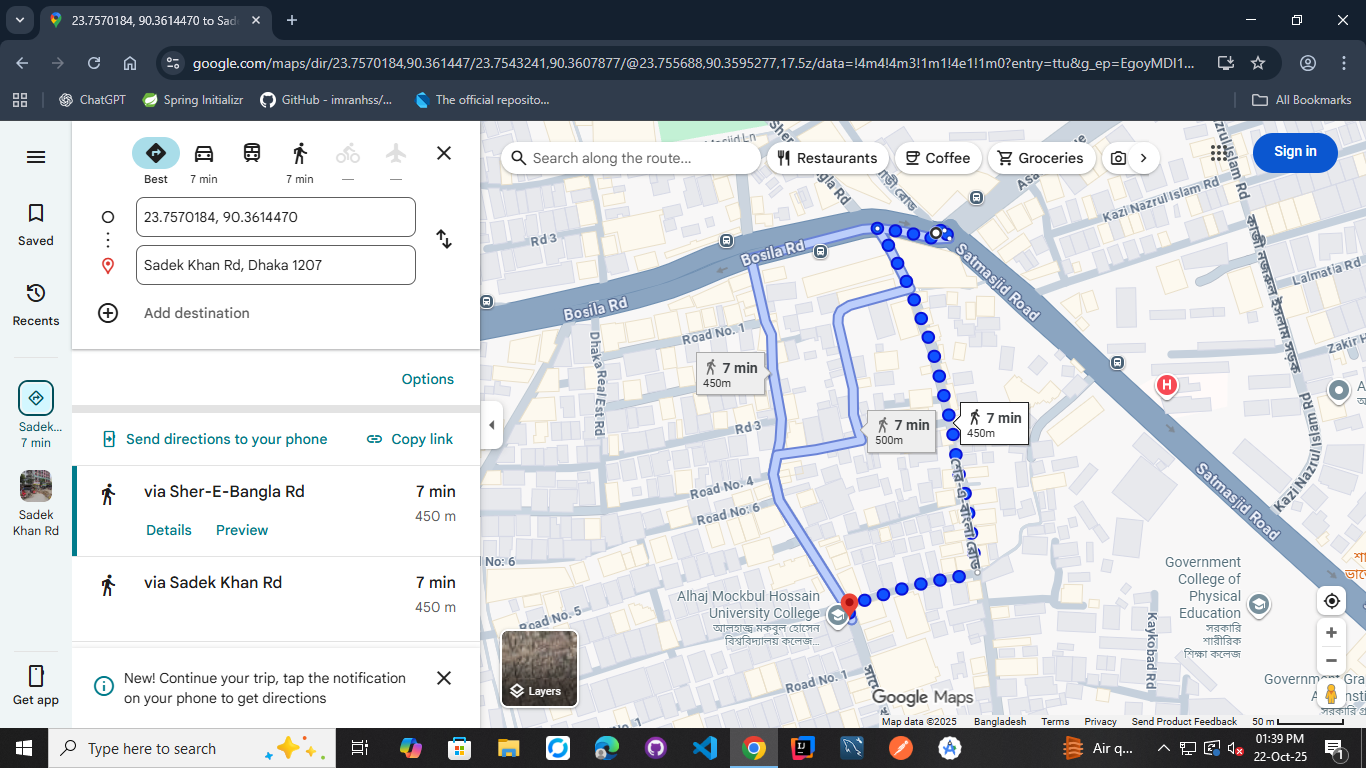 23.7570184, 90.3614470 to Sade
google.com/maps/dir/23.7570184,90.361447/23.7543241,90.3607877/@23.755688,90.3595277,17.5z/data=!4m4!4m3!1m1!4e1!1m0?entry=ttu&g_ep=EgoyMDI1...
ChatGPT
Spring Initializr
GitHub - imranhss/...
The official reposito...
All Bookmarks
Best
7 min
7 min
—
—
23.7570184, 90.3614470
Sadek Khan Rd, Dhaka 1207
Add destination
Options
Send directions to your phone
Copy link
via Sher-E-Bangla Rd
7 min
450 m
Details
Preview
via Sadek Khan Rd
7 min
450 m
New! Continue your trip, tap the notification
on your phone to get directions
Saved
Recents
Sadek...
7 min
Sadek
Khan Rd
Get app
Search along the route...
Restaurants
Coffee
Groceries
Sign in
Rd 3
Bosila Rd
Bosila Rd
Road No. 1
Dhaka Real Est Rd
Rd 3
Road No. 4
Road No. 6
No: 6
Road No. 5
Road No. 1
Kazi Nazrul Islam Rd
Lalmatia Rd
Satmasjid Road
Satmasjid Road
Zakir H
Kazi Nazrul Islam Rd
কাজী নজরুল ইসলাম সড়ক
শের-এ-বাংলা রোড
Kaykobad Rd
H
7 min
450m
7 min
500m
7 min
450m
Alhaj Mockbul Hossain
University College
আলহাজ্ব মকবুল হোসেন
বিশ্ববিদ্যালয় কলেজ...
Government
College of
Physical
Education
সরকারি
শারীরিক
শিক্ষা কলেজ
Layers
Google Maps
Map data ©2025
Bangladesh
Terms
Privacy
Send Product Feedback
50 m
Type here to search
Air q...
01:39 PM
22-Oct-25
1